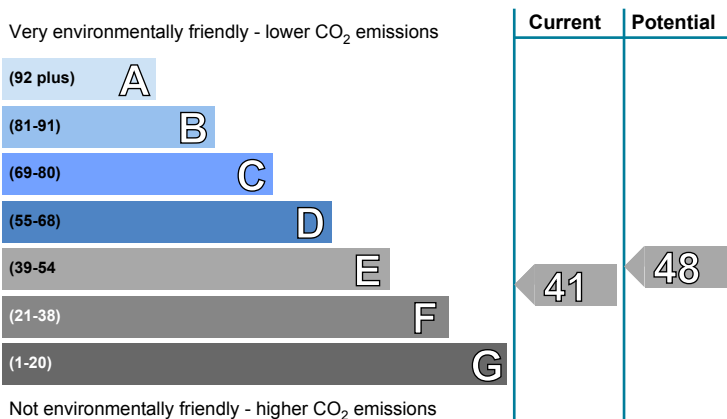 Current Potential
Very environmentally friendly - lower CO₂ emissions
(92 plus) A
(81-91) B
(69-80) C
(55-68) D
(39-54 E
41 48
(21-38) F
(1-20) G
Not environmentally friendly - higher CO₂ emissions